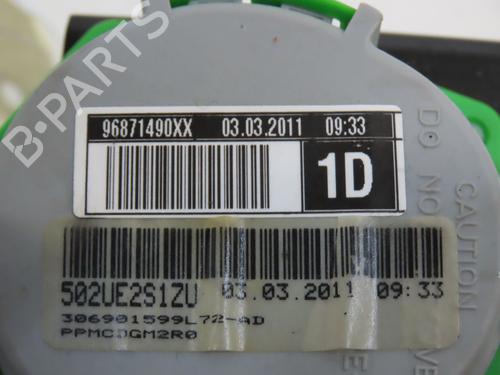 96871490XX 03.03.2011 09:33
1D
502UE2S1ZU 03.03.2011 09:33
306901599L72-AD
PPMCDGM2R0
CAUTION
DO NO
B-PARTS